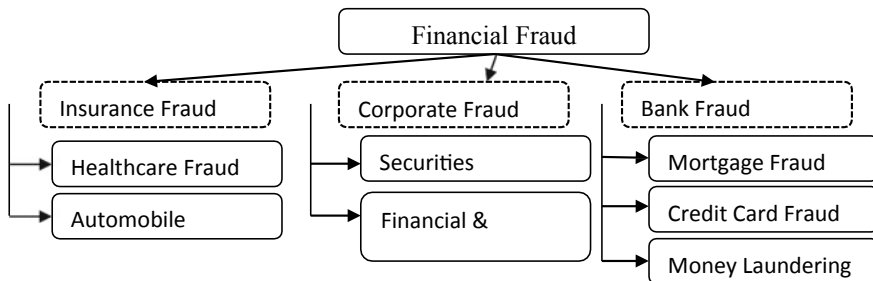 Financial Fraud
Insurance Fraud
Healthcare Fraud
Automobile
Corporate Fraud
Securities
Financial &
Bank Fraud
Mortgage Fraud
Credit Card Fraud
Money Laundering